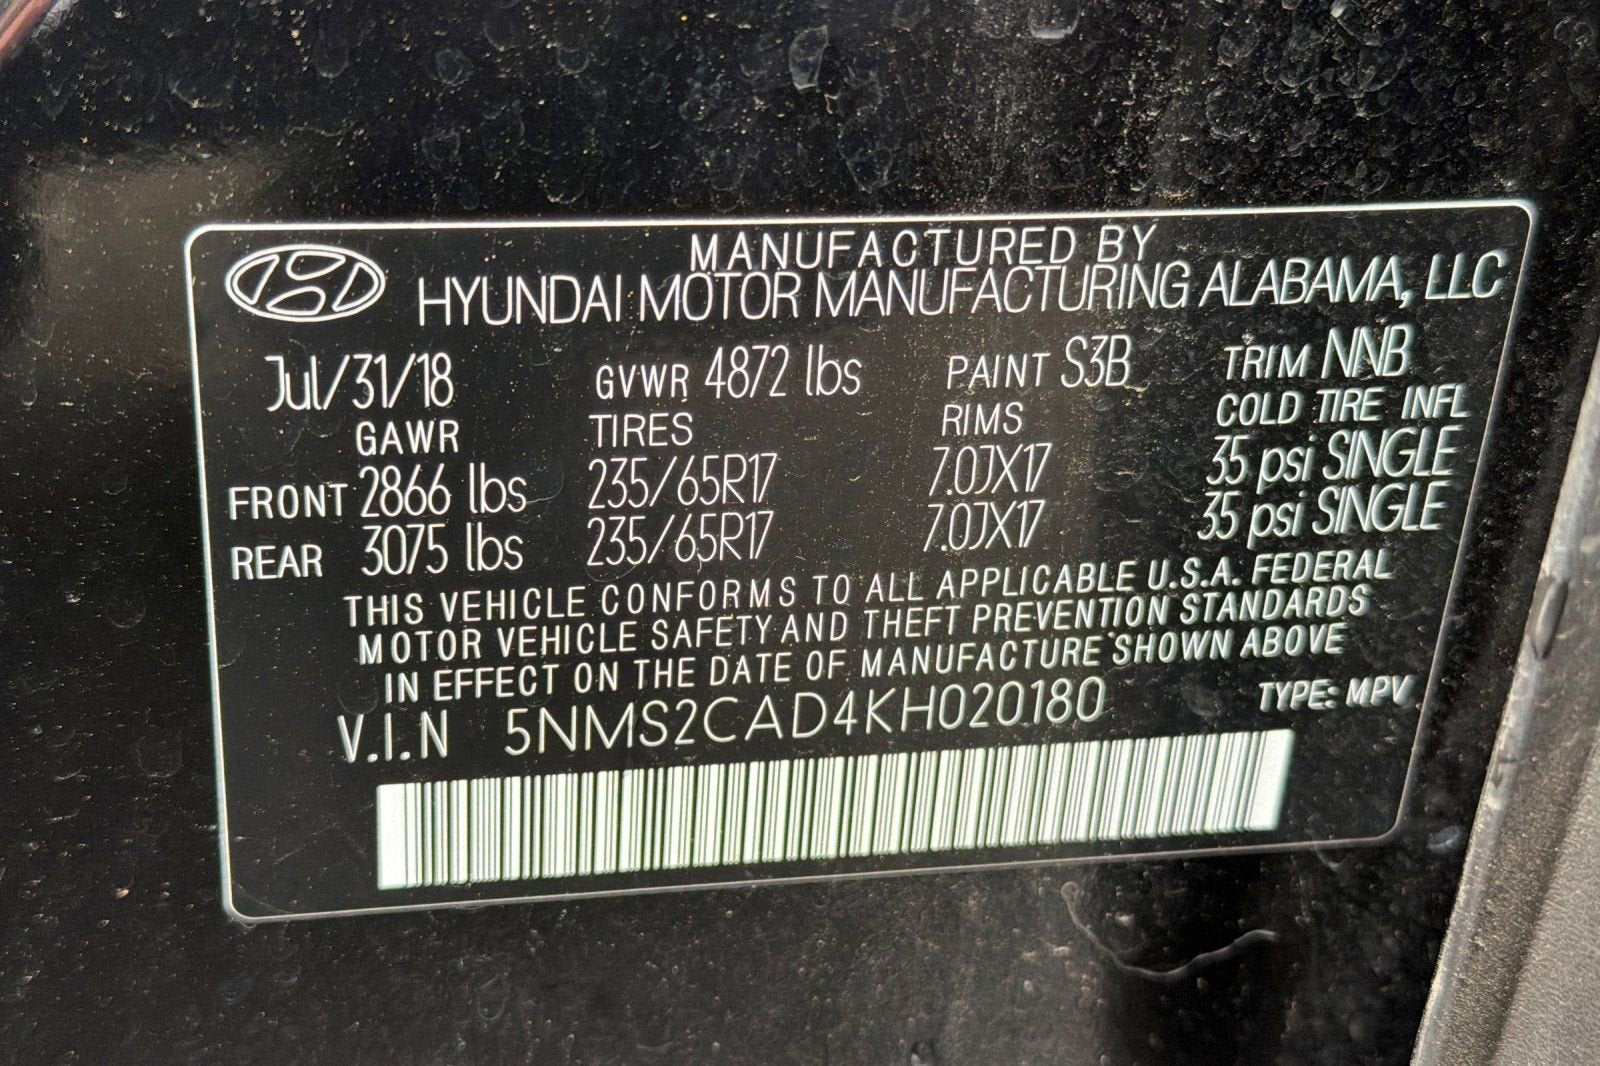 MANUFACTURED BY
HYUNDAI MOTOR MANUFACTURING ALABAMA, LLC
Jul/31/18 GVWR 4872 lbs PAINT S3B TRIM NNB
GAWR TIRES RIMS COLD TIRE INFL
FRONT 2866 lbs 235/65R17 7.0JX17 35 psi SINGLE
REAR 3075 lbs 235/65R17 7.0JX17 35 psi SINGLE
THIS VEHICLE CONFORMS TO ALL APPLICABLE U.S.A. FEDERAL
MOTOR VEHICLE SAFETY AND THEFT PREVENTION STANDARDS
IN EFFECT ON THE DATE OF MANUFACTURE SHOWN ABOVE
V.I.N 5NMS2CAD4KH020180 TYPE: MPV